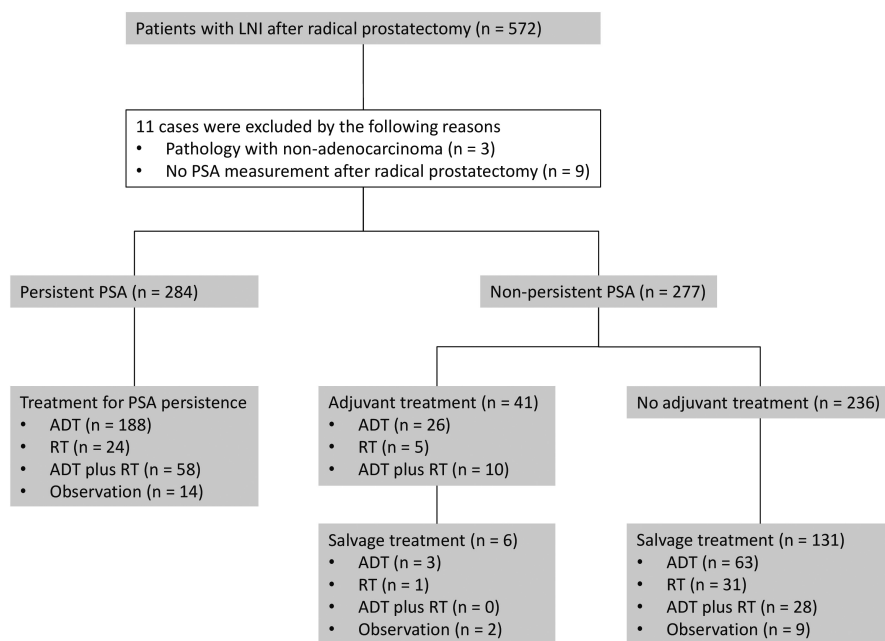 Patients with LNI after radical prostatectomy (n = 572)
11 cases were excluded by the following reasons
• Pathology with non-adenocarcinoma (n = 3)
• No PSA measurement after radical prostatectomy (n = 9)
Persistent PSA (n = 284)
Non-persistent PSA (n = 277)
Treatment for PSA persistence
• ADT (n = 188)
• RT (n = 24)
• ADT plus RT (n = 58)
• Observation (n = 14)
Adjuvant treatment (n = 41)
• ADT (n = 26)
• RT (n = 5)
• ADT plus RT (n = 10)
No adjuvant treatment (n = 236)
Salvage treatment (n = 6)
• ADT (n = 3)
• RT (n = 1)
• ADT plus RT (n = 0)
• Observation (n = 2)
Salvage treatment (n = 131)
• ADT (n = 63)
• RT (n = 31)
• ADT plus RT (n = 28)
• Observation (n = 9)